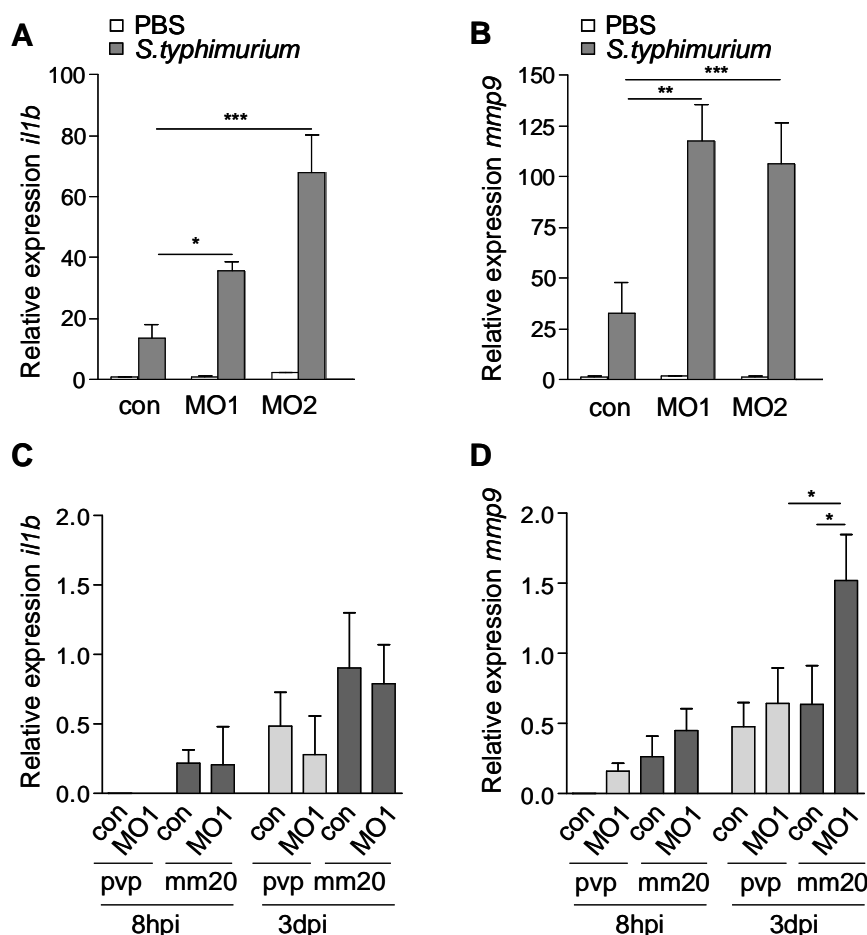 A
PBS
S.typhimurium
Relative expression il1b
100
80
60
40
20
0
***
*
con MO1 MO2
B
PBS
S.typhimurium
Relative expression mmp9
150
125
100
75
50
25
0
***
**
con MO1 MO2
C
Relative expression il1b
2.0
1.5
1.0
0.5
0.0
con MO1 con MO1 con MO1 con MO1
pvp mm20 pvp mm20
8hpi 3dpi
D
Relative expression mmp9
2.0
1.5
1.0
0.5
0.0
*
*
con MO1 con MO1 con MO1 con MO1
pvp mm20 pvp mm20
8hpi 3dpi